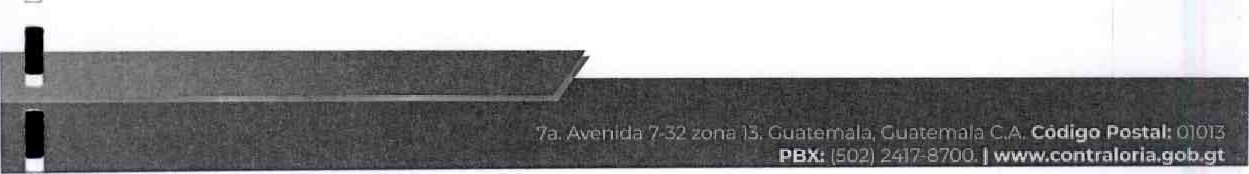 7a. Avenida 7-32 zona 13. Guatemala, Guatemala C.A. Código Postal: 01013
PBX: (502) 2417-8700. | www.contraloria.gob.gt